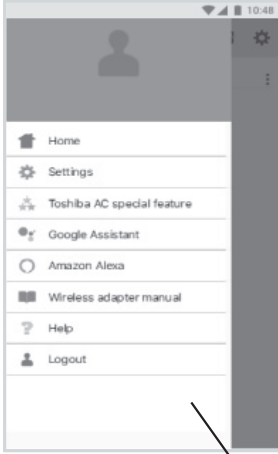 10:48
Home
Settings
Toshiba AC special feature
Google Assistant
Amazon Alexa
Wireless adapter manual
Help
Logout